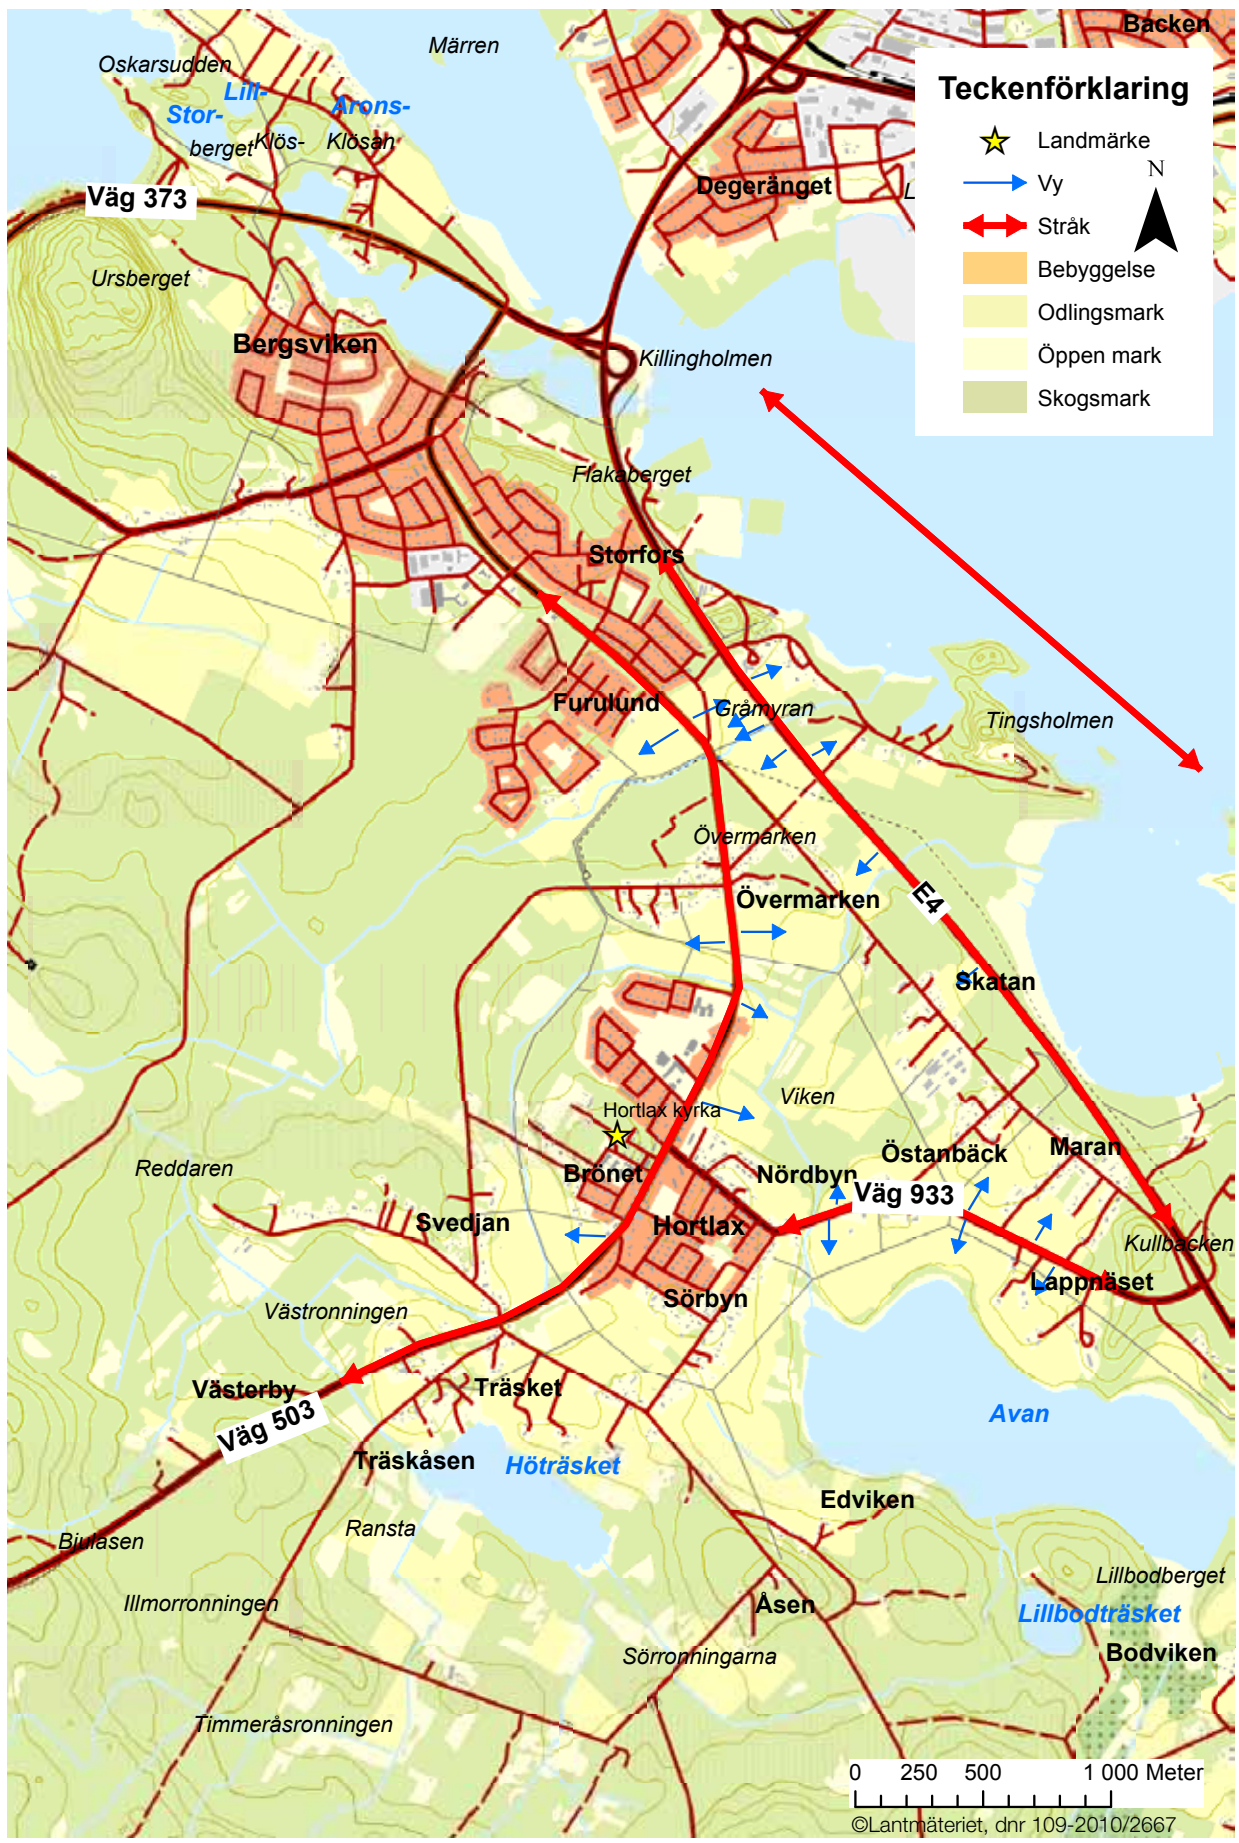 Backen
Märren
Oskarsudden
Lill-
Stor-
Arons-
berget
Klös-
Klösan
Väg 373
Degeränget
L
Ursberget
Bergsviken
Killingholmen
Flakaberget
Storfors
Furulund
Gråmyran
Tingsholmen
Övermarken
Övermarken
E4
Skatan
Viken
Hortlax kyrka
Reddaren
Brönet
Nördbyn
Östanbäck
Maran
Väg 933
Svedjan
Hortlax
Kullbacken
Lappnäset
Sörbyn
Västronningen
Västerby
Träsket
Väg 503
Avan
Träskåsen
Höträsket
Edviken
Ransta
Bjulasen
Illmorronningen
Åsen
Lillbodberget
Lillbodträsket
Bodviken
Sörronningarna
Timmeråsronningen
Teckenförklaring
Landmärke
N
Vy
Stråk
Bebyggelse
Odlingsmark
Öppen mark
Skogsmark
0 250 500 1 000 Meter
©Lantmäteriet, dnr 109-2010/2667